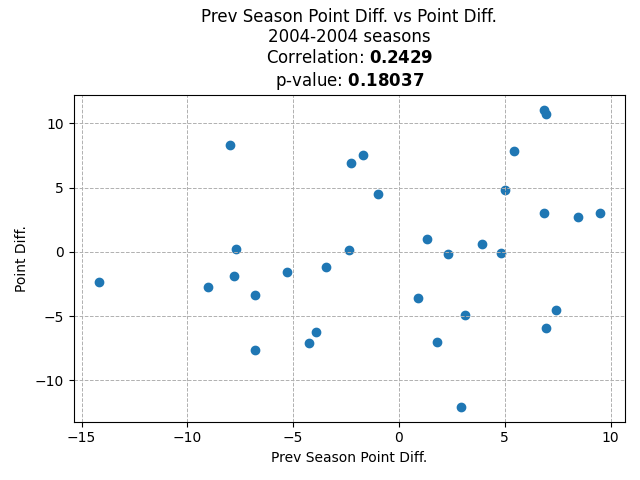 Prev Season Point Diff. vs Point Diff.
2004-2004 seasons
Correlation: 0.2429
p-value: 0.18037
10
5
0
−5
−10
Point Diff.
−15
−10
−5
0
5
10
Prev Season Point Diff.